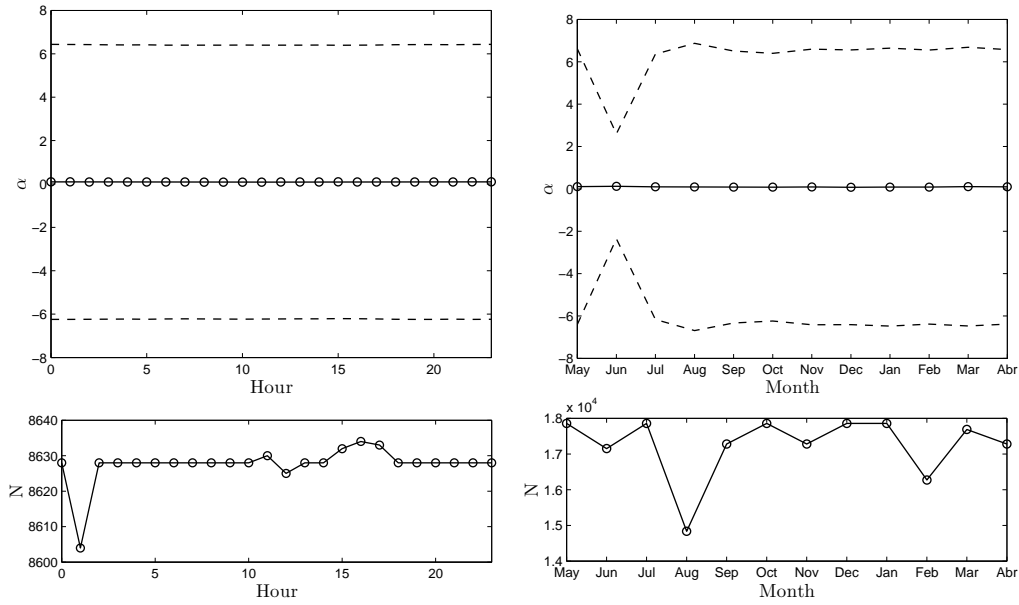 8
6
4
2
0
−2
−4
−6
−8
α
0 5 10 15 20
Hour
8
6
4
2
0
−2
−4
−6
−8
α
May Jun Jul Aug Sep Oct Nov Dec Jan Feb Mar Abr
Month
8640
8630
8620
8610
8600
N
0 5 10 15 20
Hour
x 10^4
1.8
1.7
1.6
1.5
1.4
N
May Jun Jul Aug Sep Oct Nov Dec Jan Feb Mar Abr
Month